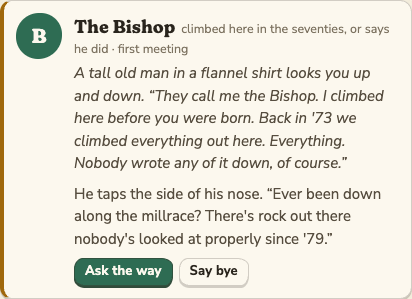 B
The Bishop climbed here in the seventies, or says
he did · first meeting
A tall old man in a flannel shirt looks you up
and down. “They call me the Bishop. I climbed
here before you were born. Back in '73 we
climbed everything out here. Everything.
Nobody wrote any of it down, of course.”
He taps the side of his nose. “Ever been down
along the millrace? There's rock out there
nobody's looked at properly since '79.”
Ask the way Say bye